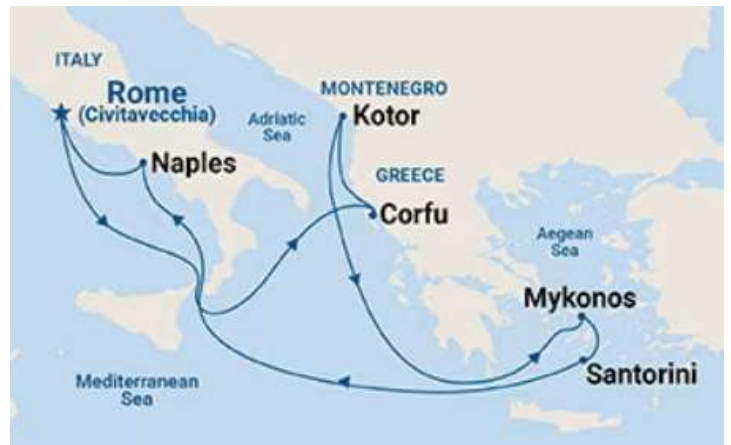 ITALY
Rome
(Civitavecchia)
Naples
Adriatic
Sea
MONTENEGRO
Kotor
GREECE
Corfu
Aegean
Sea
Mykonos
Santorini
Mediterranean
Sea